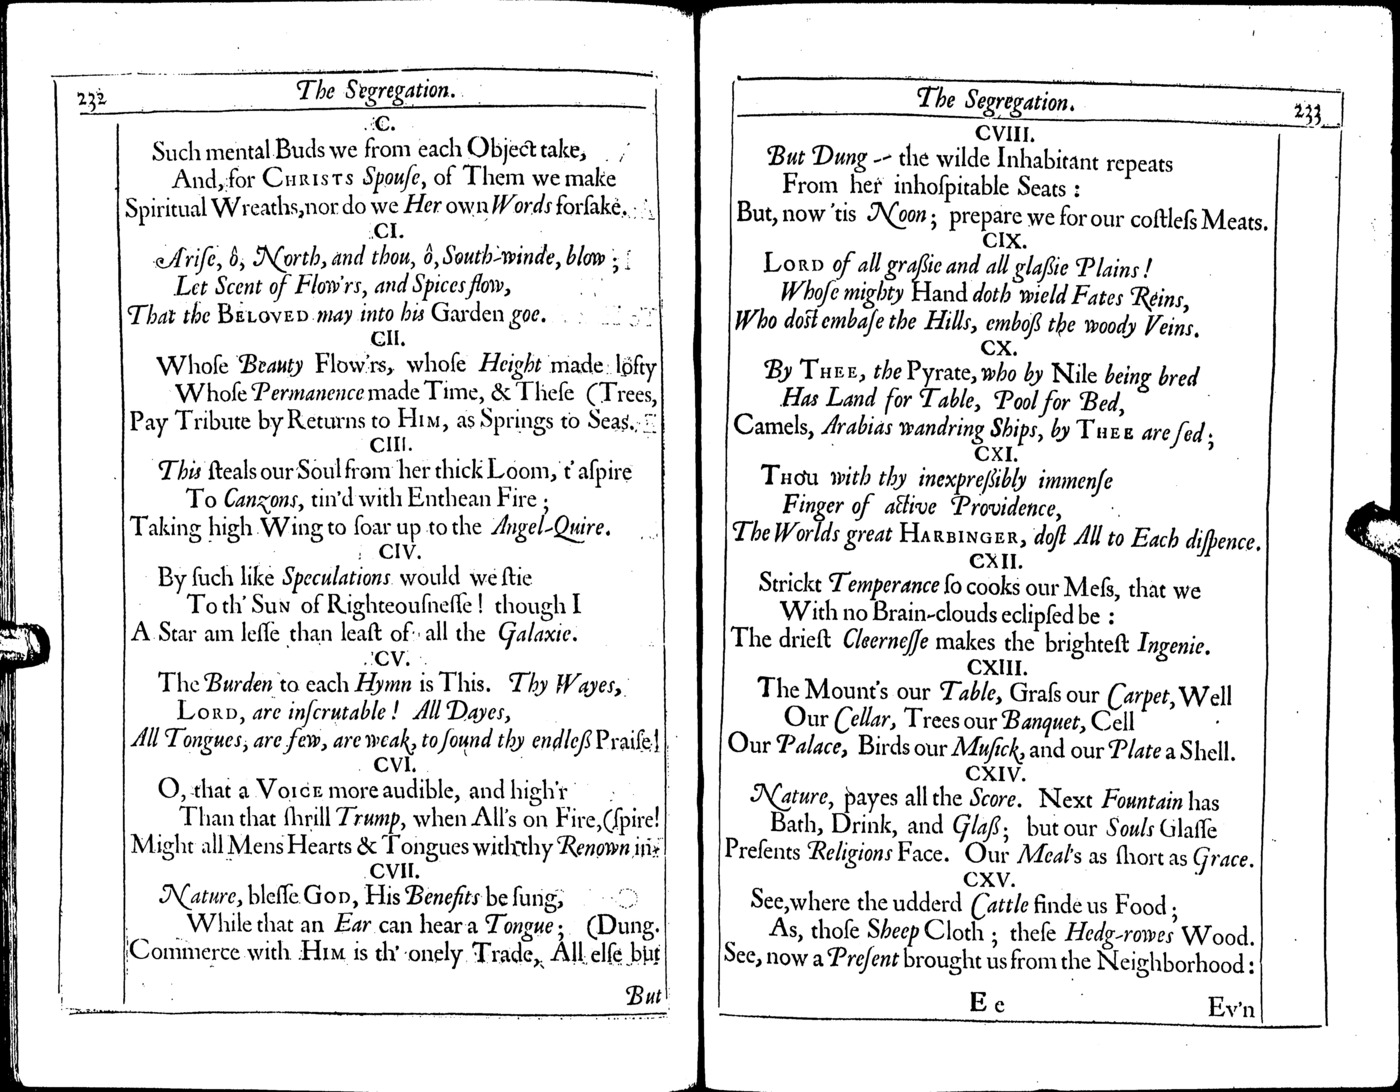 232
The Segregation.
C.
Such mental Buds we from each Object take,
And, for CHRISTS Spouſe, of Them we make
Spiritual Wreaths, nor do we Her own Words forſake.
CI.
Ariſe, ô, North, and thou, ô, South-winde, blow;
Let Scent of Flow'rs, and Spices flow,
That the BELOVED may into his Garden goe.
CII.
Whoſe Beauty Flow'rs, whoſe Height made lofty
Whoſe Permanence made Time, & Theſe (Trees,
Pay Tribute by Returns to HIM, as Springs to Seas.
CIII.
This ſteals our Soul from her thick Loom, t' aſpire
To Canzons, tin'd with Enthean Fire;
Taking high Wing to ſoar up to the Angel-Quire.
CIV.
By ſuch like Speculations would we ſtie
To th' SUN of Righteouſneſſe! though I
A Star am leſſe than leaſt of all the Galaxie.
CV.
The Burden to each Hymn is This. Thy Wayes,
LORD, are inſcrutable! All Dayes,
All Tongues, are few, are weak, to ſound thy endleß Praiſe!
CVI.
O, that a VOICE more audible, and high'r
Than that ſhrill Trump, when All's on Fire, (ſpire!
Might all Mens Hearts & Tongues with thy Renown in-
CVII.
Nature, bleſſe GOD, His Benefits be ſung,
While that an Ear can hear a Tongue; (Dung.
Commerce with HIM is th' onely Trade, All elſe but
But
The Segregation.
233
CVIII.
But Dung -- the wilde Inhabitant repeats
From her inhoſpitable Seats:
But, now 'tis Noon; prepare we for our coſtleſs Meats.
CIX.
LORD of all graßie and all glaßie Plains!
Whoſe mighty Hand doth wield Fates Reins,
Who doſt embaſe the Hills, emboß the woody Veins.
CX.
By THEE, the Pyrate, who by Nile being bred
Has Land for Table, Pool for Bed,
Camels, Arabias wandring Ships, by THEE are fed;
CXI.
THOU with thy inexpreßibly immenſe
Finger of active Providence,
The Worlds great HARBINGER, doſt All to Each diſpence.
CXII.
Strickt Temperance ſo cooks our Meſs, that we
With no Brain-clouds eclipſed be:
The drieſt Cleerneſſe makes the brighteſt Ingenie.
CXIII.
The Mount's our Table, Graſs our Carpet, Well
Our Cellar, Trees our Banquet, Cell
Our Palace, Birds our Muſick, and our Plate a Shell.
CXIV.
Nature, payes all the Score. Next Fountain has
Bath, Drink, and Glaß; but our Souls Glaſſe
Preſents Religions Face. Our Meal's as ſhort as Grace.
CXV.
See, where the udderd Cattle finde us Food;
As, thoſe Sheep Cloth; theſe Hedg-rowes Wood.
See, now a Preſent brought us from the Neighborhood:
E e
Ev'n